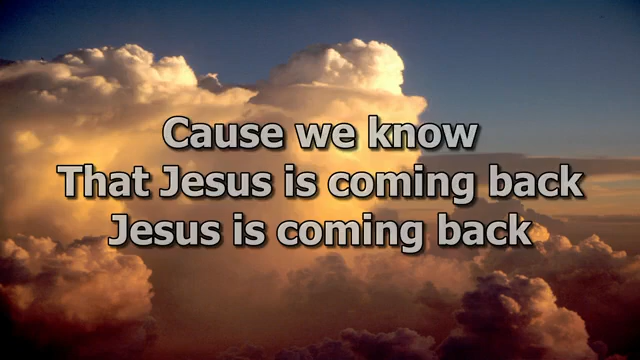 Cause we know
That Jesus is coming back
Jesus is coming back